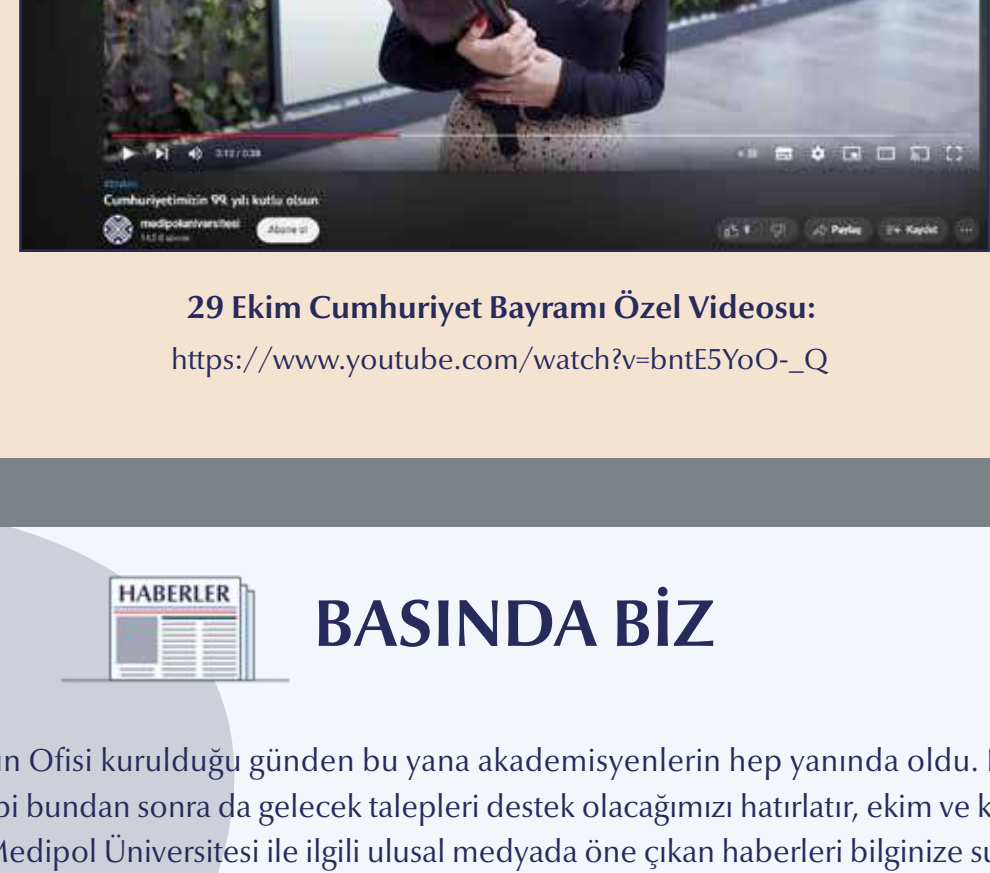 #29ekim
Cumhuriyetimizin 99. yılı kutlu olsun
medipoluniversitesi
Abone ol
Paylaş
Kaydet
29 Ekim Cumhuriyet Bayramı Özel Videosu:
https://www.youtube.com/watch?v=bntE5YoO-_Q
HABERLER
BASINDA BİZ
Ofisi kurulduğu günden bu yana akademisyenlerin hep yanında oldu.
bundan sonra da gelecek talepleri destek olacağımızı hatırlatır, ekim ve
Medipol Üniversitesi ile ilgili ulusal medyada öne çıkan haberleri bilginize